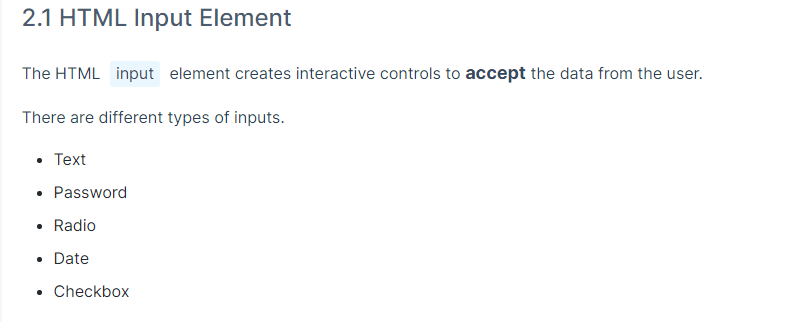 2.1 HTML Input Element
The HTML input element creates interactive controls to accept the data from the user.
There are different types of inputs.
• Text
• Password
• Radio
• Date
• Checkbox